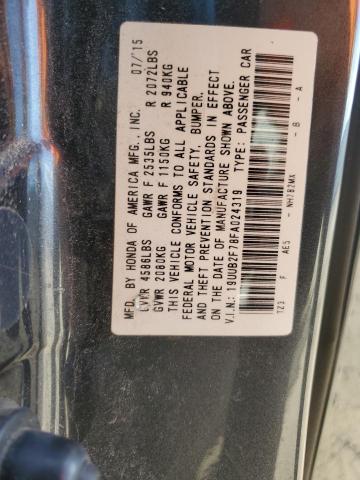 MFD. BY HONDA OF AMERICA MFG., INC. 07/15
GVWR 4586LBS GAWR F 2535LBS R 2072LBS
GVWR 2080KG GAWR F 1150KG R 940KG
THIS VEHICLE CONFORMS TO ALL APPLICABLE
FEDERAL MOTOR VEHICLE SAFETY, BUMPER,
AND THEFT PREVENTION STANDARDS IN EFFECT
ON THE DATE OF MANUFACTURE SHOWN ABOVE.
V.I.N.: 19UUB2F78FA024319 TYPE: PASSENGER CAR
TZ3 F AE5 - NH782MX - B - A